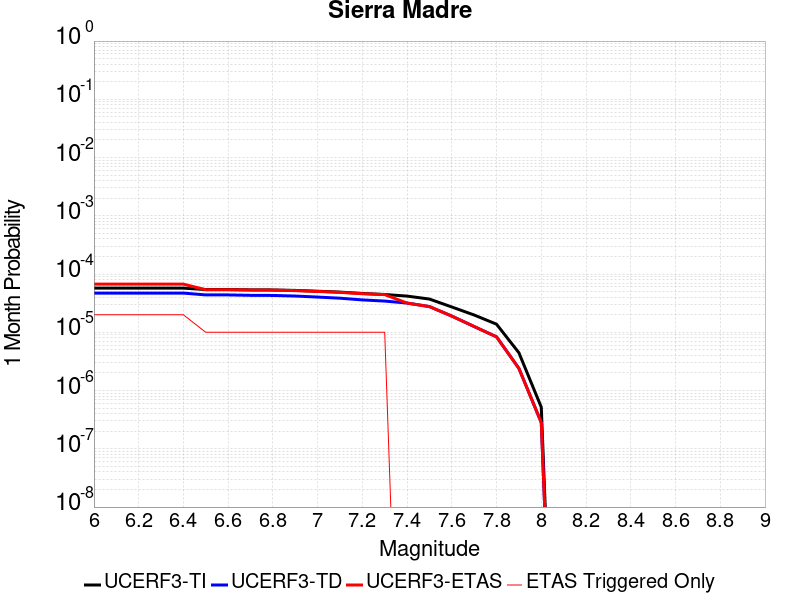 Sierra Madre
10^0
10^-1
10^-2
10^-3
10^-4
10^-5
10^-6
10^-7
10^-8
1 Month Probability
6 6.2 6.4 6.6 6.8 7 7.2 7.4 7.6 7.8 8 8.2 8.4 8.6 8.8 9
Magnitude
UCERF3-TI UCERF3-TD UCERF3-ETAS ETAS Triggered Only